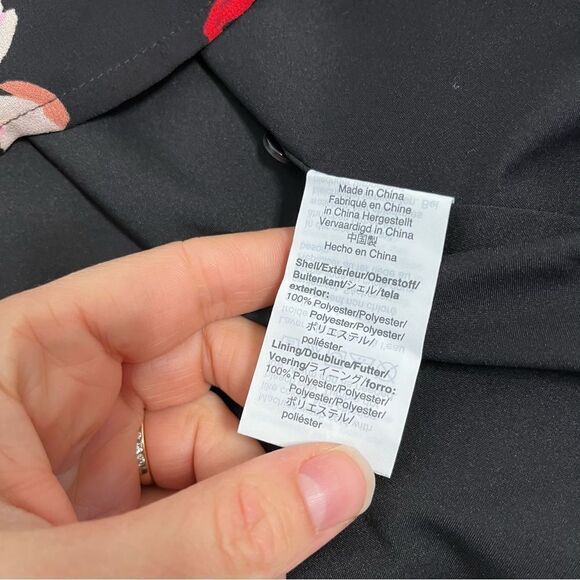 Made in China
Fabriqué en Chine
in China Hergestellt
Vervaardigd in China
中国製
Hecho en China
Shell/Extérieur/Oberstoff/
Buitenkant/シェル/tela
exterior:
100% Polyester/Polyester/
Polyester/Polyester/
ポリエステル/
poliéster
Lining/Doublure/Futter/
Voering/ライニング/forro:
100% Polyester/Polyester/
Polyester/Polyester/
ポリエステル/
poliéster